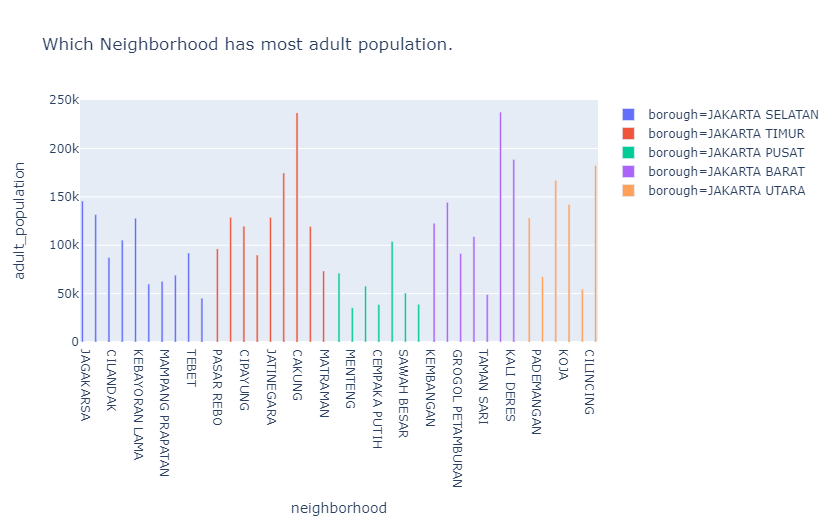 Which Neighborhood has most adult population.
adult_population
250k
200k
150k
100k
50k
0
borough=JAKARTA SELATAN
borough=JAKARTA TIMUR
borough=JAKARTA PUSAT
borough=JAKARTA BARAT
borough=JAKARTA UTARA
JAGAKARSA
CILANDAK
KEBAYORAN LAMA
MAMPANG PRAPATAN
TEBET
PASAR REBO
CIPAYUNG
JATINEGARA
CAKUNG
MATRAMAN
MENTENG
CEMPAKA PUTIH
SAWAH BESAR
KEMBANGAN
GROGOL PETAMBURAN
TAMAN SARI
KALI DERES
PADEMANGAN
KOJA
CILINCING
neighborhood